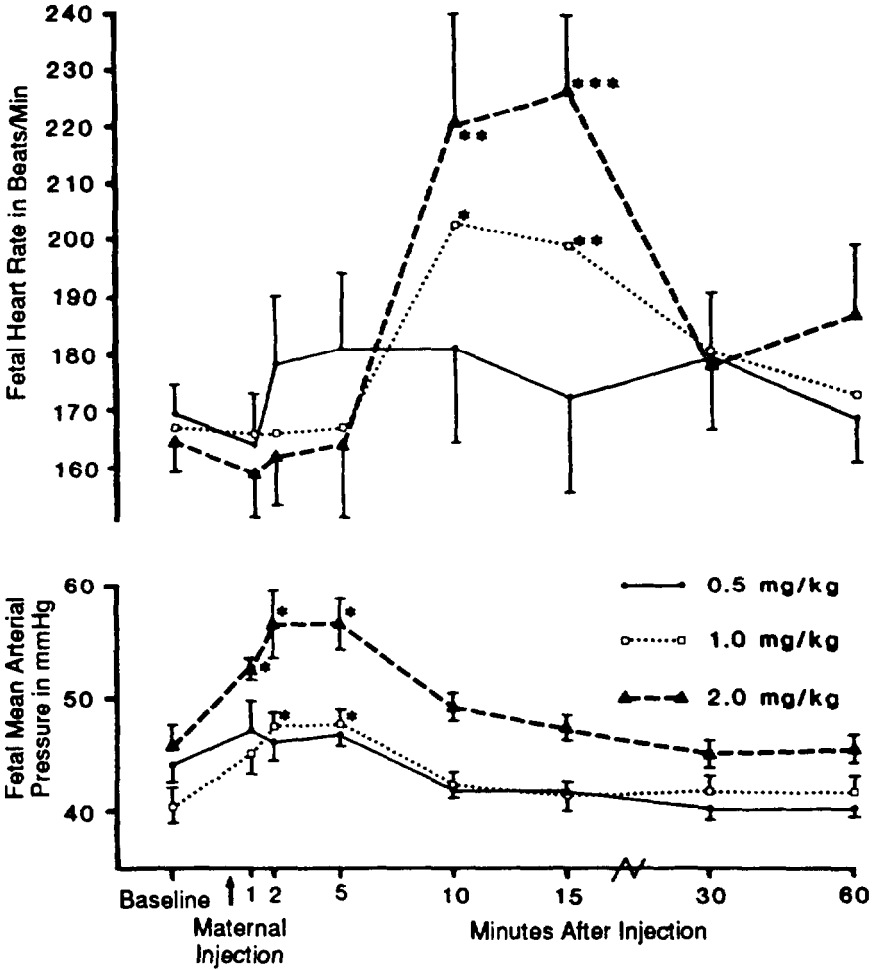 Fetal Heart Rate in Beats/Min
240
230
220
210
200
190
180
170
160
***
**
*
**
Fetal Mean Arterial
Pressure in mmHg
60
50
40
*
*
*
*
*
0.5 mg/kg
1.0 mg/kg
2.0 mg/kg
Baseline 1 2 5 10 15 30 60
Maternal
Injection
Minutes After Injection